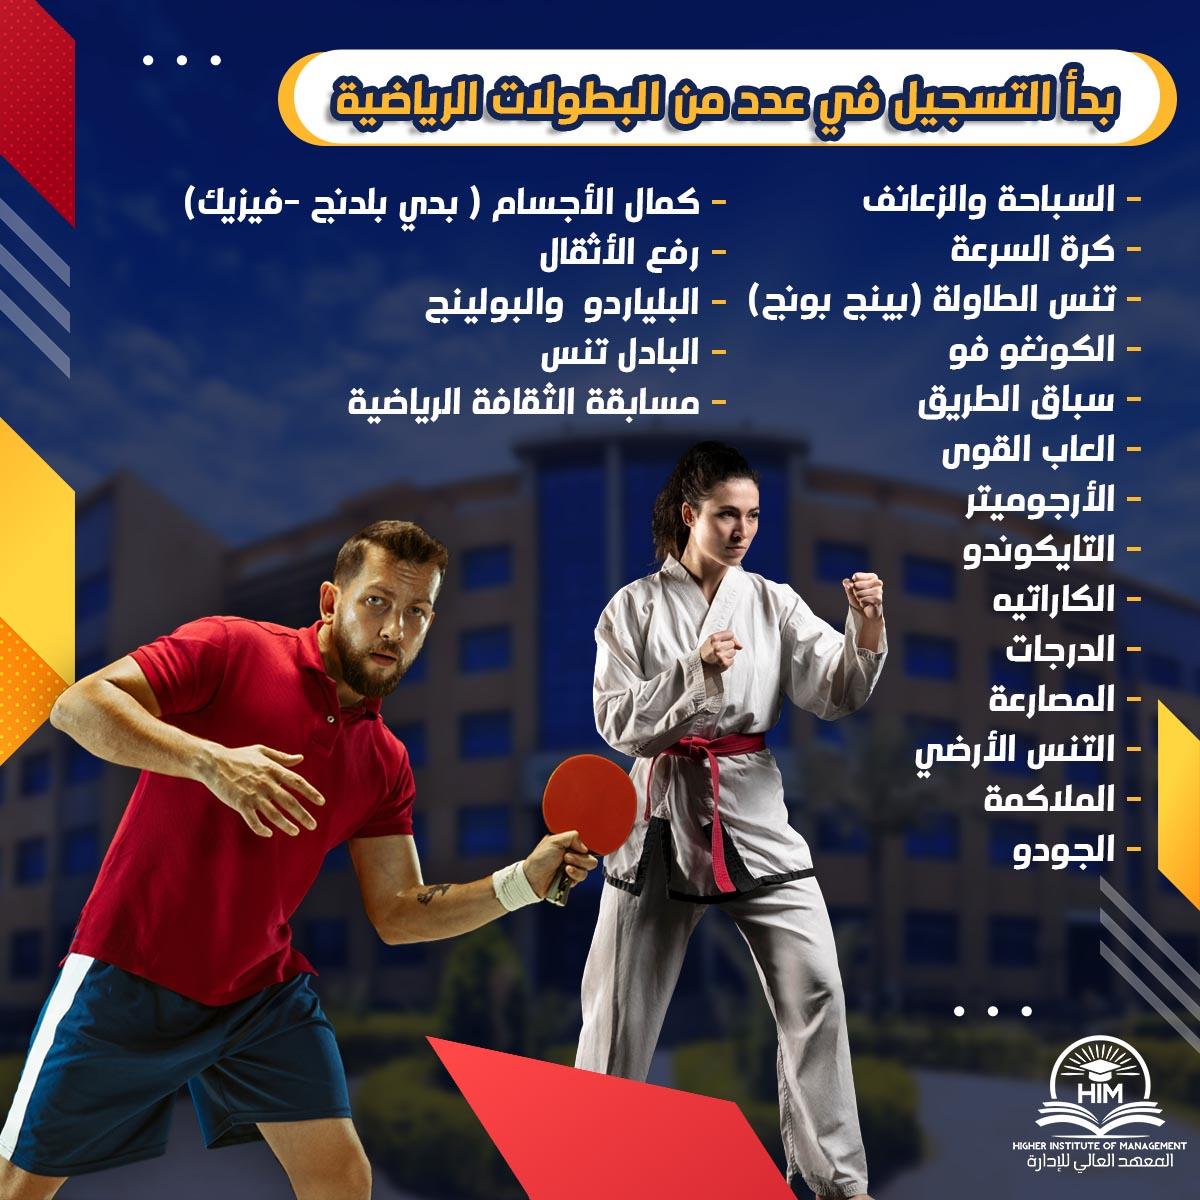 بدأ التسجيل في عدد من البطولات الرياضية
- السباحة والزعانف
- كرة السرعة
- تنس الطاولة (بينج بونج)
- الكونغو فو
- سباق الطريق
- العاب القوى
- الأرجوميتر
- التايكوندو
- الكاراتيه
- الدرجات
- المصارعة
- التنس الأرضي
- الملاكمة
- الجودو
- كمال الأجسام ( بدي بلدنج -فيزيك)
- رفع الأثقال
- البلياردو والبولينج
- البادل تنس
- مسابقة الثقافة الرياضية
HIM
HIGHER INSTITUTE OF MANAGEMENT
المعهد العالي للإدارة